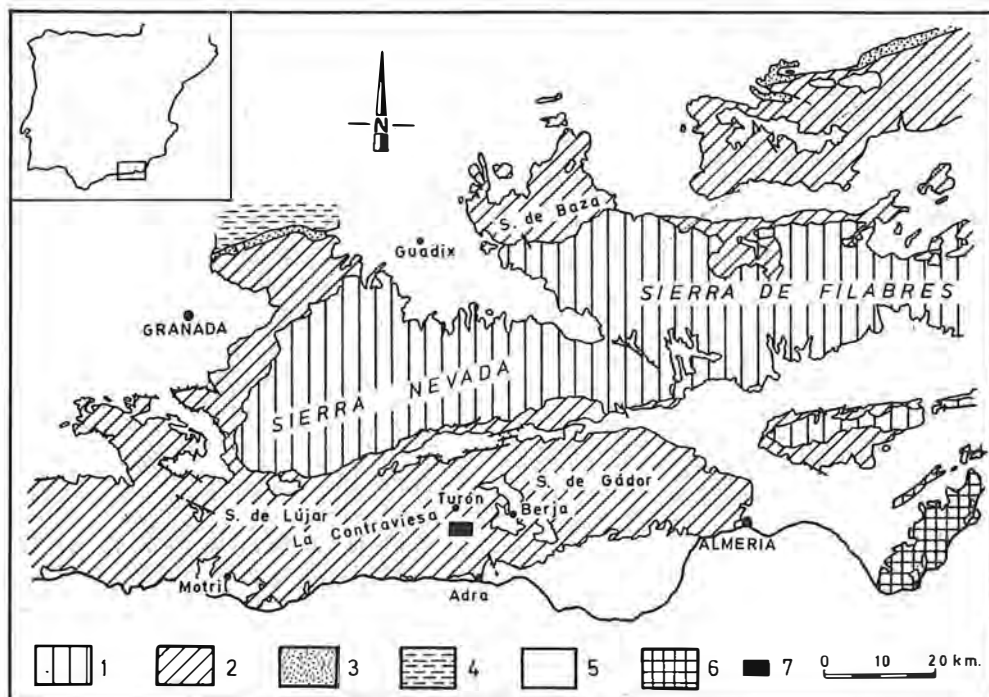 N
S. de Baza
Guadix
SIERRA DE FILABRES
GRANADA
SIERRA NEVADA
S. de Gádor
Turón
Berja
S. de Lújar
La Contraviesa
ALMERIA
Motril
Adra
1 2 3 4 5 6 7 0 10 20 km.